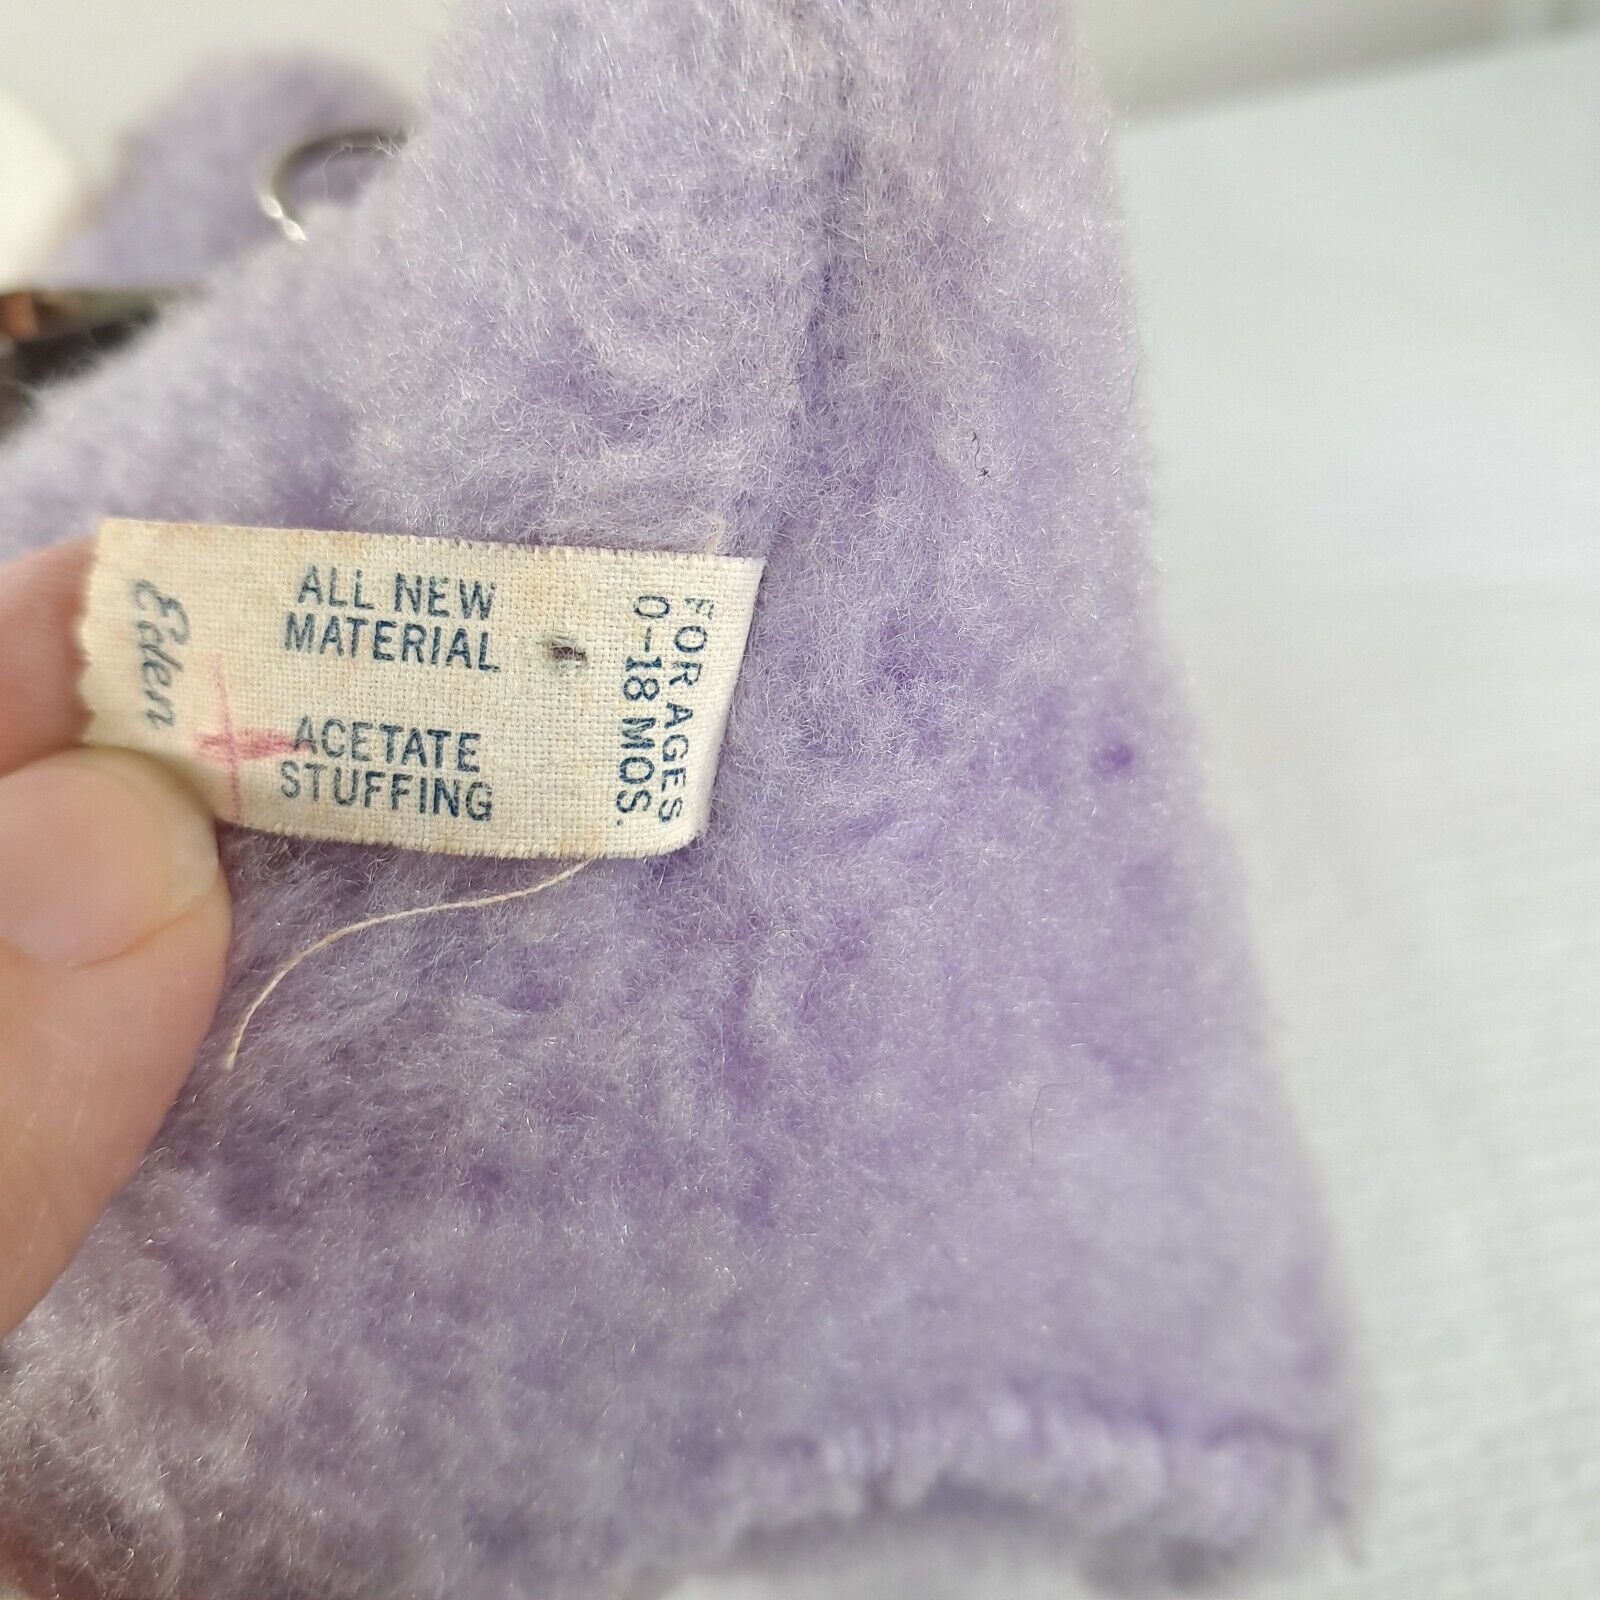 Eden
ALL NEW
MATERIAL
ACETATE
STUFFING
FOR AGES
0-18 MOS.